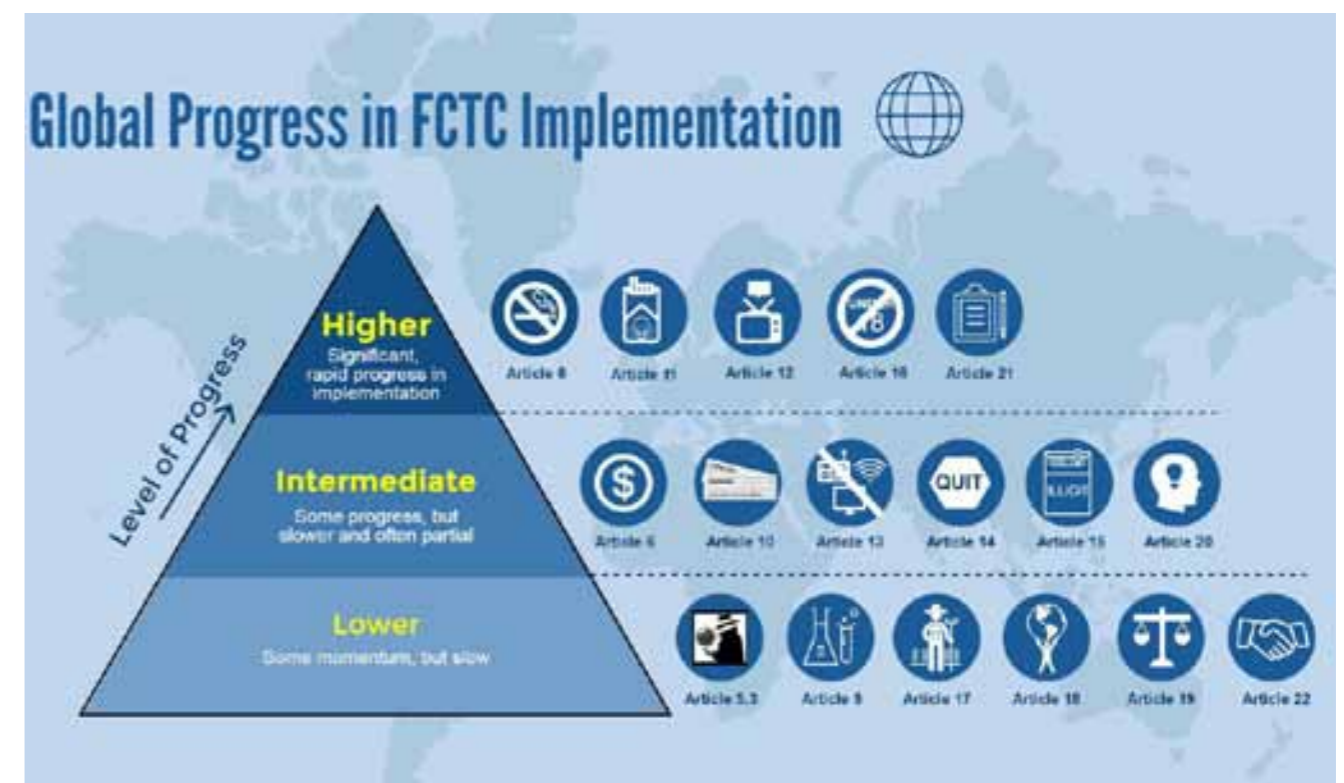 Global Progress in FCTC Implementation
Level of Progress
Higher
Significant,
rapid progress in
implementation
UNDER
18
Article 8
Article 11
Article 12
Article 16
Article 21
Intermediate
Some progress, but
slower and often partial
$
QUIT
ILLICIT
Article 6
Article 10
Article 13
Article 14
Article 15
Article 20
Lower
Some momentum, but slow
Article 5.3
Article 9
Article 17
Article 18
Article 19
Article 22